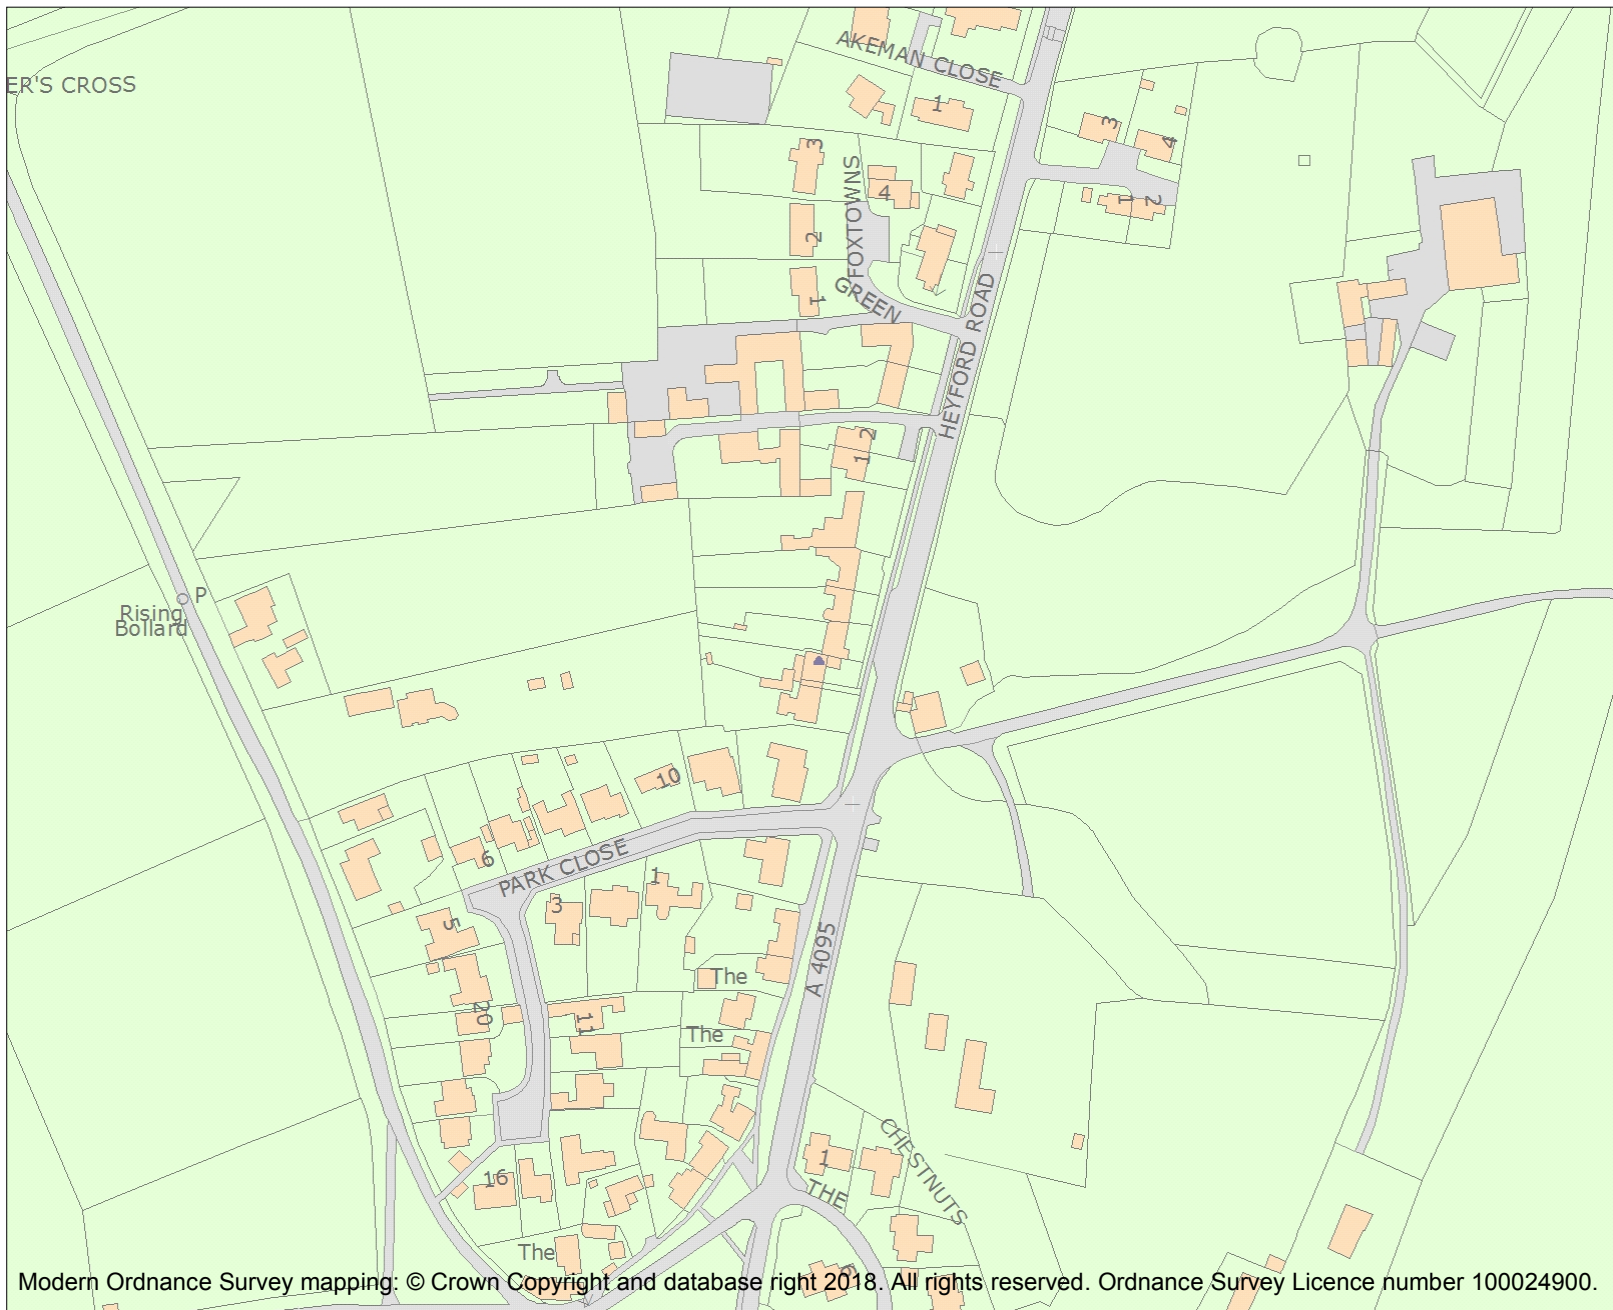 AKEMAN CLOSE
ER'S CROSS
1
3
4
3
FOXTOWNS
4
1
2
2
GREEN
1
HEYFORD ROAD
2
1
P
Rising
Bollard
10
6
PARK CLOSE
1
3
5
A 4095
The
20
11
The
CHESTNUTS
1
16
THE
The
6
Modern Ordnance Survey mapping: © Crown Copyright and database right 2018. All rights reserved. Ordnance Survey Licence number 100024900.